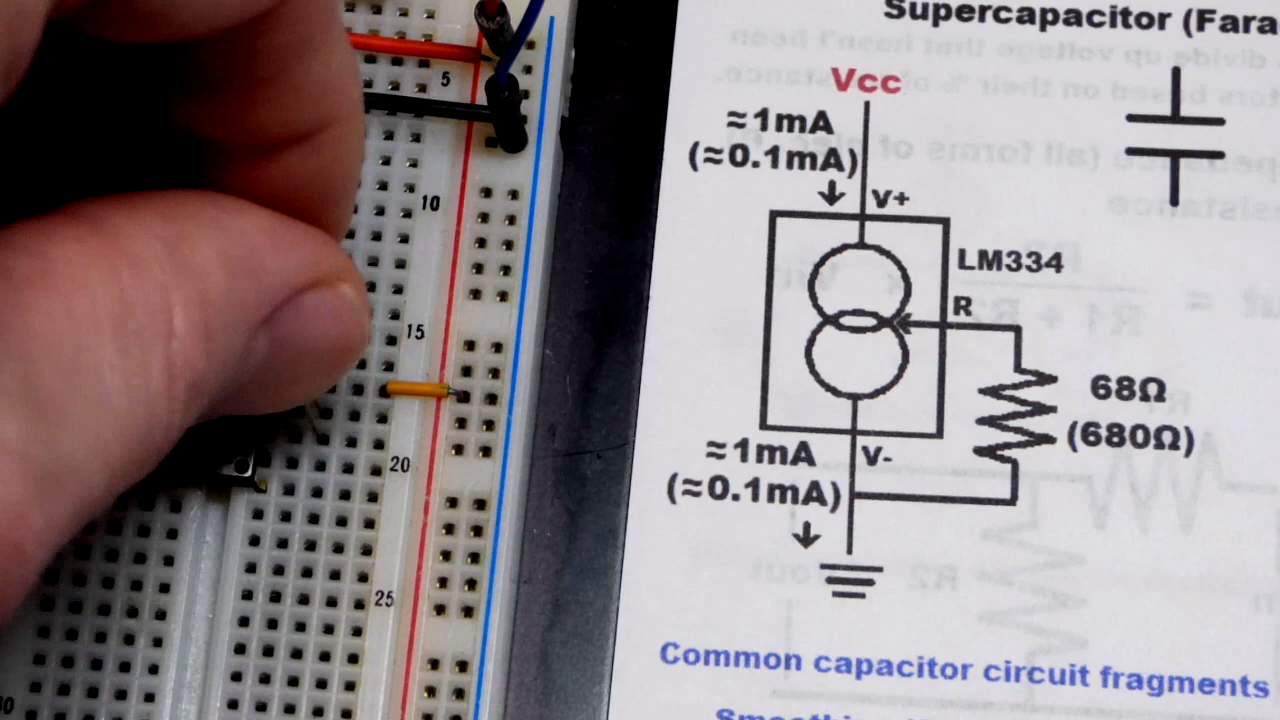 Supercapacitor (Fara
Vcc
≈1mA
(≈0.1mA)
V+
LM334
R
68Ω
(680Ω)
≈1mA
(≈0.1mA)
V-
Common capacitor circuit fragments
5
10
15
20
25
30